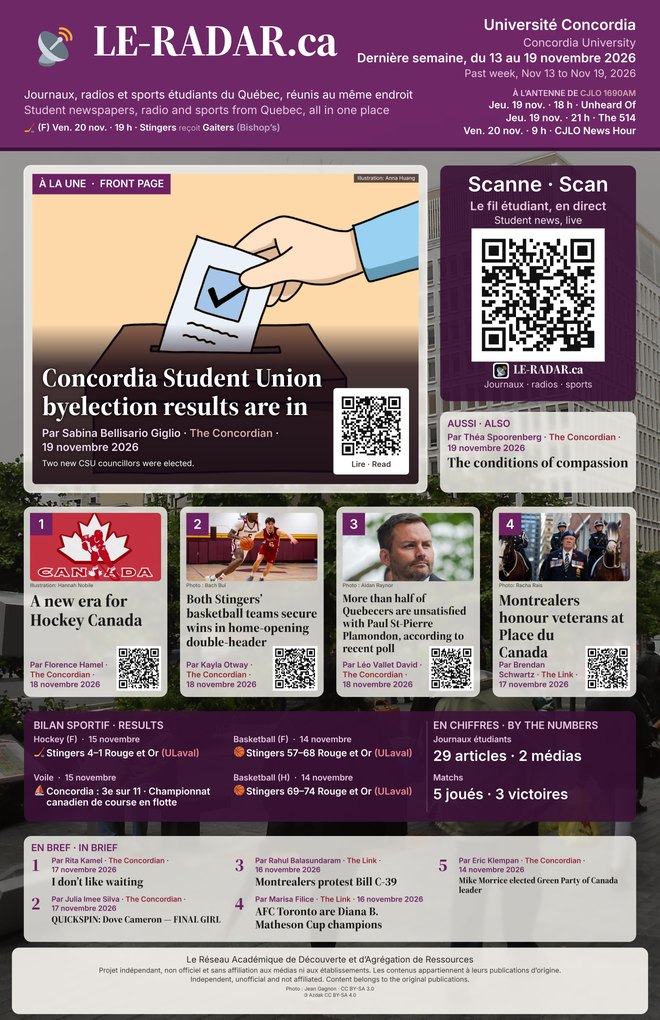 LE-RADAR.ca
Université Concordia
Concordia University
Dernière semaine, du 13 au 19 novembre 2026
Past week, Nov 13 to Nov 19, 2026
Journaux, radios et sports étudiants du Québec, réunis au même endroit
Student newspapers, radio and sports from Quebec, all in one place
(F) Ven. 20 nov. · 19 h · Stingers reçoit Gaiters (Bishop's)
À L'ANTENNE DE CJLO 1690AM
Jeu. 19 nov. · 18 h · Unheard Of
Jeu. 19 nov. · 21 h · The 514
Ven. 20 nov. · 9 h · CJLO News Hour
À LA UNE · FRONT PAGE
Illustration: Anna Huang
Concordia Student Union
byelection results are in
Par Sabina Bellisario Giglio · The Concordian ·
19 novembre 2026
Two new CSU councillors were elected.
Lire · Read
Scanne · Scan
Le fil étudiant, en direct
Student news, live
LE-RADAR.ca
Journaux · radios · sports
AUSSI · ALSO
Par Théa Spoorenberg · The Concordian ·
19 novembre 2026
The conditions of compassion
1
CANADA
Illustration: Hannah Nobile
A new era for
Hockey Canada
Par Florence Hamel ·
The Concordian ·
18 novembre 2026
2
Photo : Bach Bui
Both Stingers'
basketball teams secure
wins in home-opening
double-header
Par Kayla Otway ·
The Concordian ·
18 novembre 2026
3
Photo : Aidan Raynor
More than half of
Quebecers are unsatisfied
with Paul St-Pierre
Plamondon, according to
recent poll
Par Léo Vallet David ·
The Concordian ·
18 novembre 2026
4
Photo: Racha Rais
Montrealers
honour veterans at
Place du
Canada
Par Brendan
Schwartz · The Link ·
17 novembre 2026
BILAN SPORTIF · RESULTS
Hockey (F) · 15 novembre
Stingers 4–1 Rouge et Or (ULaval)
Voile · 15 novembre
Concordia : 3e sur 11 · Championnat
canadien de course en flotte
Basketball (F) · 14 novembre
Stingers 57–68 Rouge et Or (ULaval)
Basketball (H) · 14 novembre
Stingers 69–74 Rouge et Or (ULaval)
EN CHIFFRES · BY THE NUMBERS
Journaux étudiants
29 articles · 2 médias
Matchs
5 joués · 3 victoires
EN BREF · IN BRIEF
1
Par Rita Kamel · The Concordian ·
17 novembre 2026
I don't like waiting
2
Par Julia Imee Silva · The Concordian ·
17 novembre 2026
QUICKSPIN: Dove Cameron — FINAL GIRL
3
Par Rahul Balasundaram · The Link ·
16 novembre 2026
Montrealers protest Bill C-39
4
Par Marisa Filice · The Link · 16 novembre 2026
AFC Toronto are Diana B.
Matheson Cup champions
5
Par Eric Klempan · The Concordian ·
14 novembre 2026
Mike Morrice elected Green Party of Canada
leader
Le Réseau Académique de Découverte et d'Agrégation de Ressources
Projet indépendant, non officiel et sans affiliation aux médias ni aux établissements. Les contenus appartiennent à leurs publications d'origine.
Independent, unofficial and not affiliated. Content belongs to the original publications.
Photo : Jean Gagnon · CC BY-SA 3.0
Azdak CC BY-SA 4.0